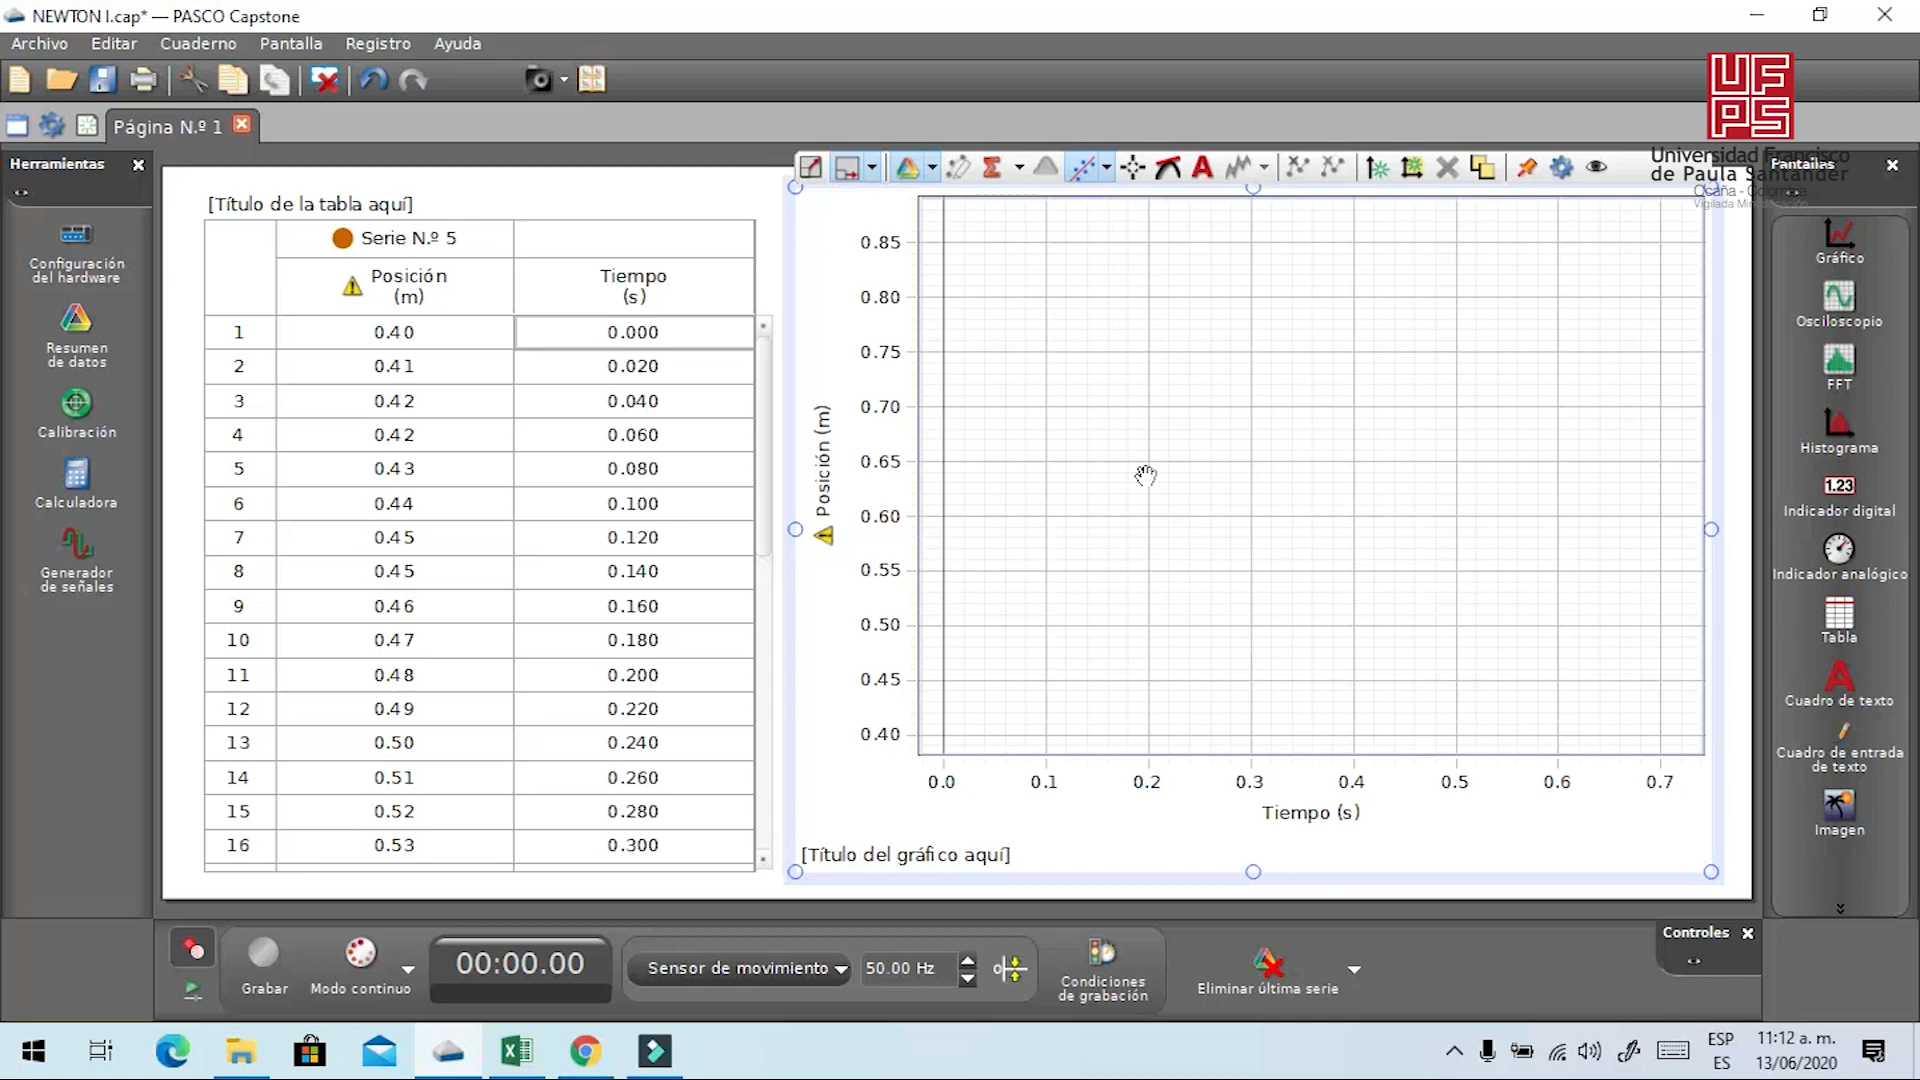 NEWTON I.cap* — PASCO Capstone
Archivo Editar Cuaderno Pantalla Registro Ayuda
UF
PS
Universidad Francisco
de Paula Santander
Ocaña - Colombia
Vigilada Mineducación
Página N.º 1
Herramientas
Configuración
del hardware
Resumen
de datos
Calibración
Calculadora
Generador
de señales
[Título de la tabla aquí]
Serie N.º 5
Posición
(m)
Tiempo
(s)
1 0.40 0.000
2 0.41 0.020
3 0.42 0.040
4 0.42 0.060
5 0.43 0.080
6 0.44 0.100
7 0.45 0.120
8 0.45 0.140
9 0.46 0.160
10 0.47 0.180
11 0.48 0.200
12 0.49 0.220
13 0.50 0.240
14 0.51 0.260
15 0.52 0.280
16 0.53 0.300
Posición (m)
0.85
0.80
0.75
0.70
0.65
0.60
0.55
0.50
0.45
0.40
0.0 0.1 0.2 0.3 0.4 0.5 0.6 0.7
Tiempo (s)
[Título del gráfico aquí]
Pantallas
Gráfico
Osciloscopio
FFT
Histograma
1.23
Indicador digital
Indicador analógico
Tabla
Cuadro de texto
Cuadro de entrada
de texto
Imagen
Grabar
Modo continuo
00:00.00
Sensor de movimiento
50.00 Hz
Condiciones
de grabación
Eliminar última serie
Controles
ESP
ES
11:12 a. m.
13/06/2020